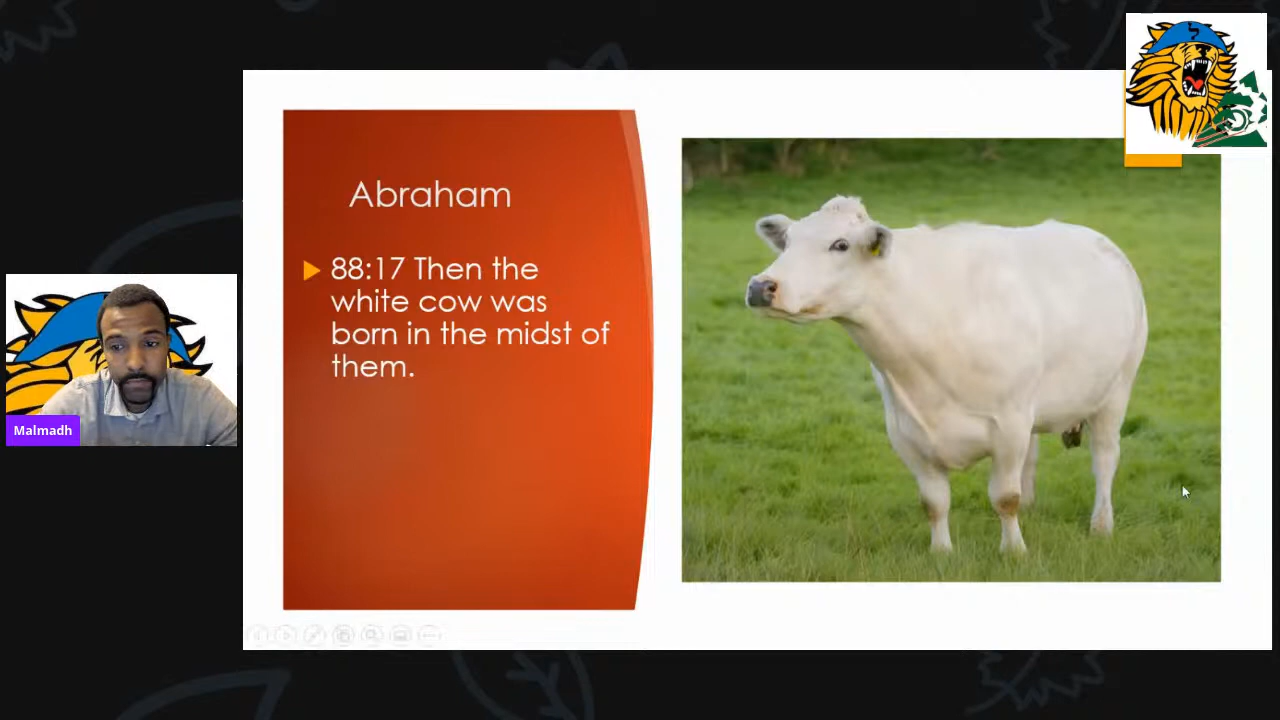 Abraham
88:17 Then the
white cow was
born in the midst of
them.
Malmadh